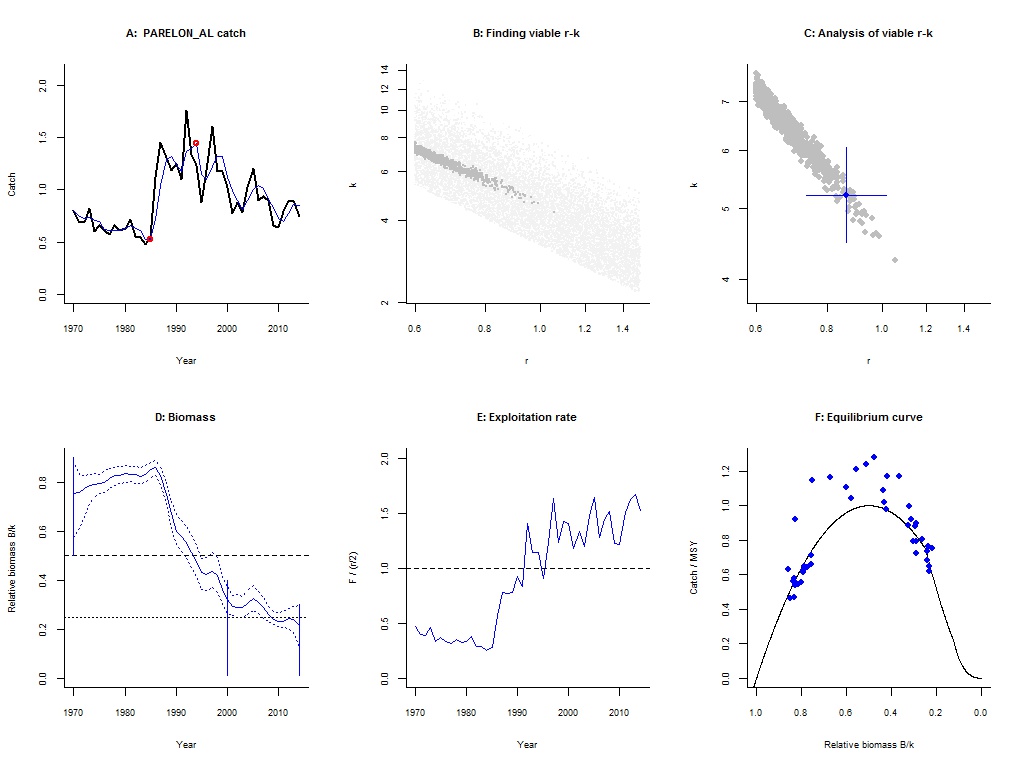 A:  PARELON_AL catch
Catch
0.0 0.5 1.0 1.5 2.0
1970 1980 1990 2000 2010
Year
B: Finding viable r-k
k
2 4 6 8 10 12 14
0.6 0.8 1.0 1.2 1.4
r
C: Analysis of viable r-k
k
4 5 6 7
0.6 0.8 1.0 1.2 1.4
r
D: Biomass
Relative biomass B/k
0.0 0.2 0.4 0.6 0.8
1970 1980 1990 2000 2010
Year
E: Exploitation rate
F / (r/2)
0.0 0.5 1.0 1.5 2.0
1970 1980 1990 2000 2010
Year
F: Equilibrium curve
Catch / MSY
0.0 0.2 0.4 0.6 0.8 1.0 1.2
1.0 0.8 0.6 0.4 0.2 0.0
Relative biomass B/k